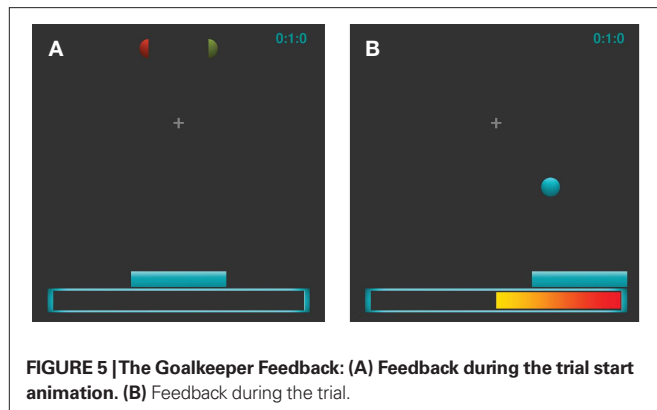 A
0:1:0
B
0:1:0
FIGURE 5 | The Goalkeeper Feedback: (A) Feedback during the trial start
animation. (B) Feedback during the trial.